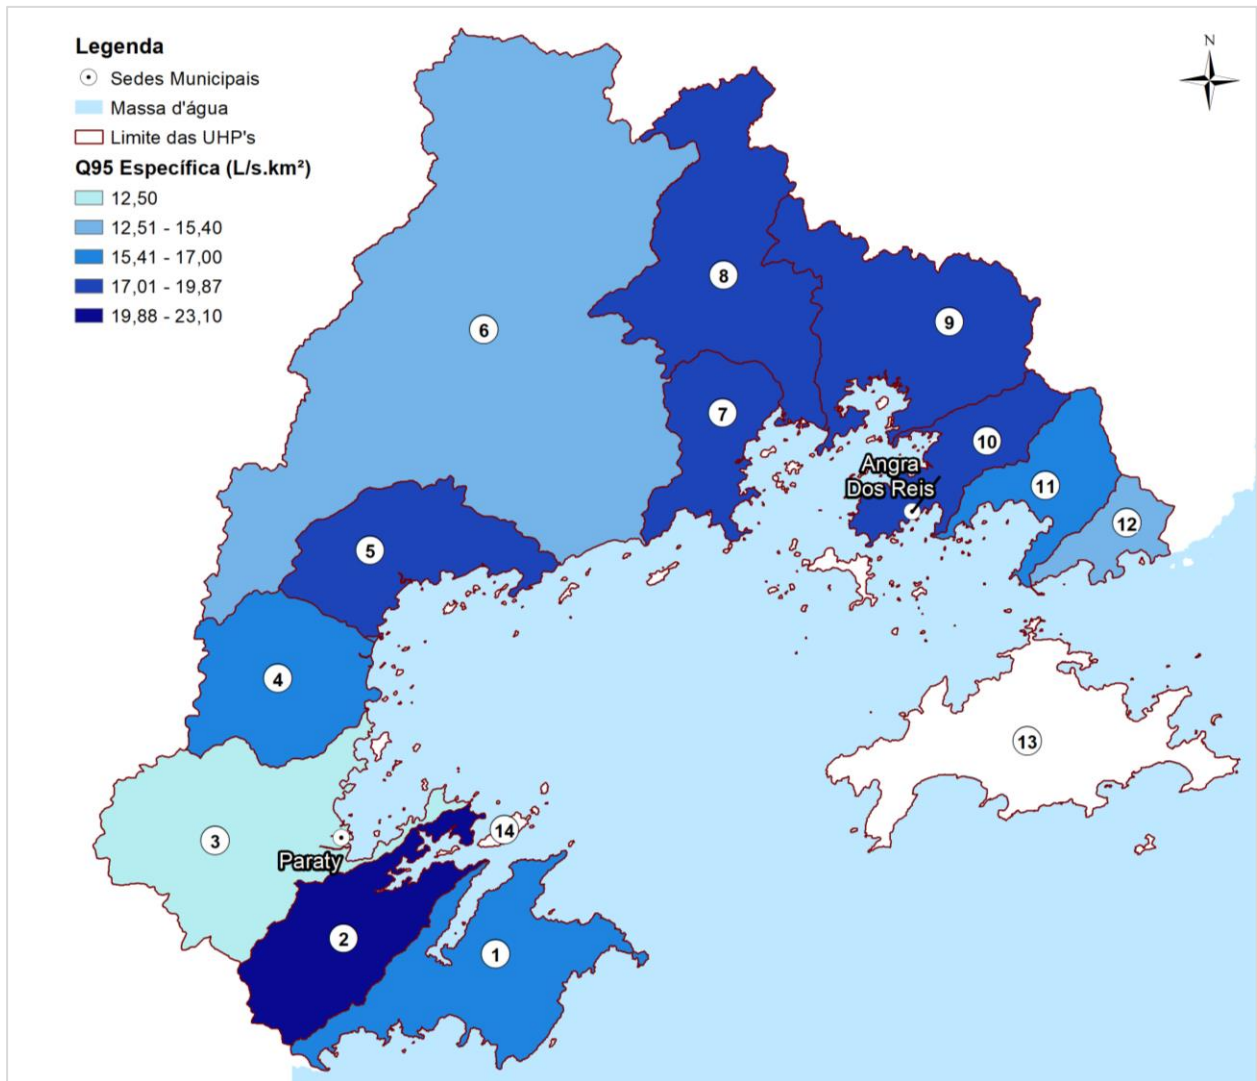 Legenda
Sedes Municipais
Massa d'água
Limite das UHP's
Q95 Específica (L/s.km²)
12,50
12,51 - 15,40
15,41 - 17,00
17,01 - 19,87
19,88 - 23,10
N
8
9
6
7
10
Angra
Dos Reis
11
12
5
4
13
3
14
Paraty
2
1